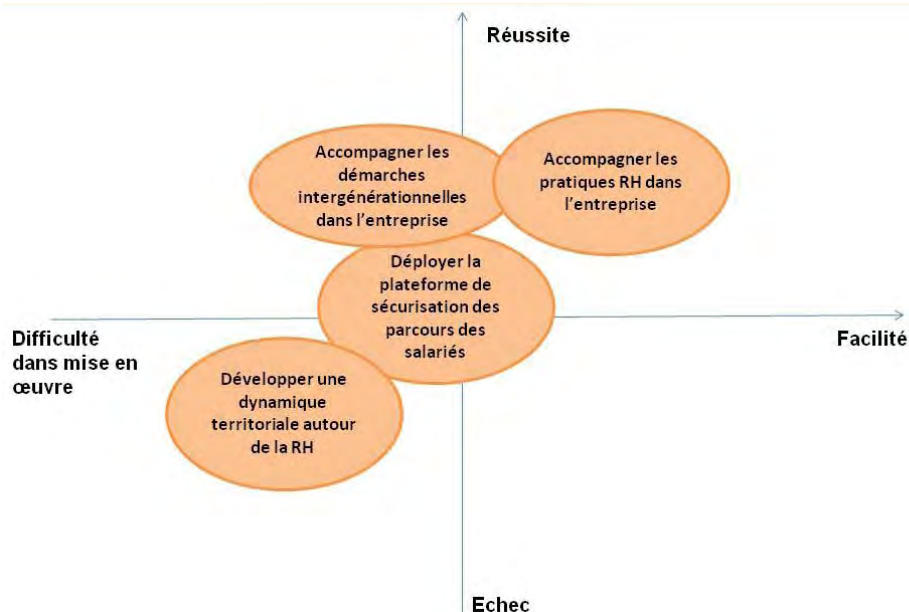 Réussite
Accompagner les
démarches
intergénérationnelles
dans l'entreprise
Accompagner les
pratiques RH dans
l'entreprise
Déployer la
plateforme de
sécurisation des
parcours des
salariés
Difficulté
dans mise en
œuvre
Facilité
Développer une
dynamique
territoriale autour
de la RH
Echec